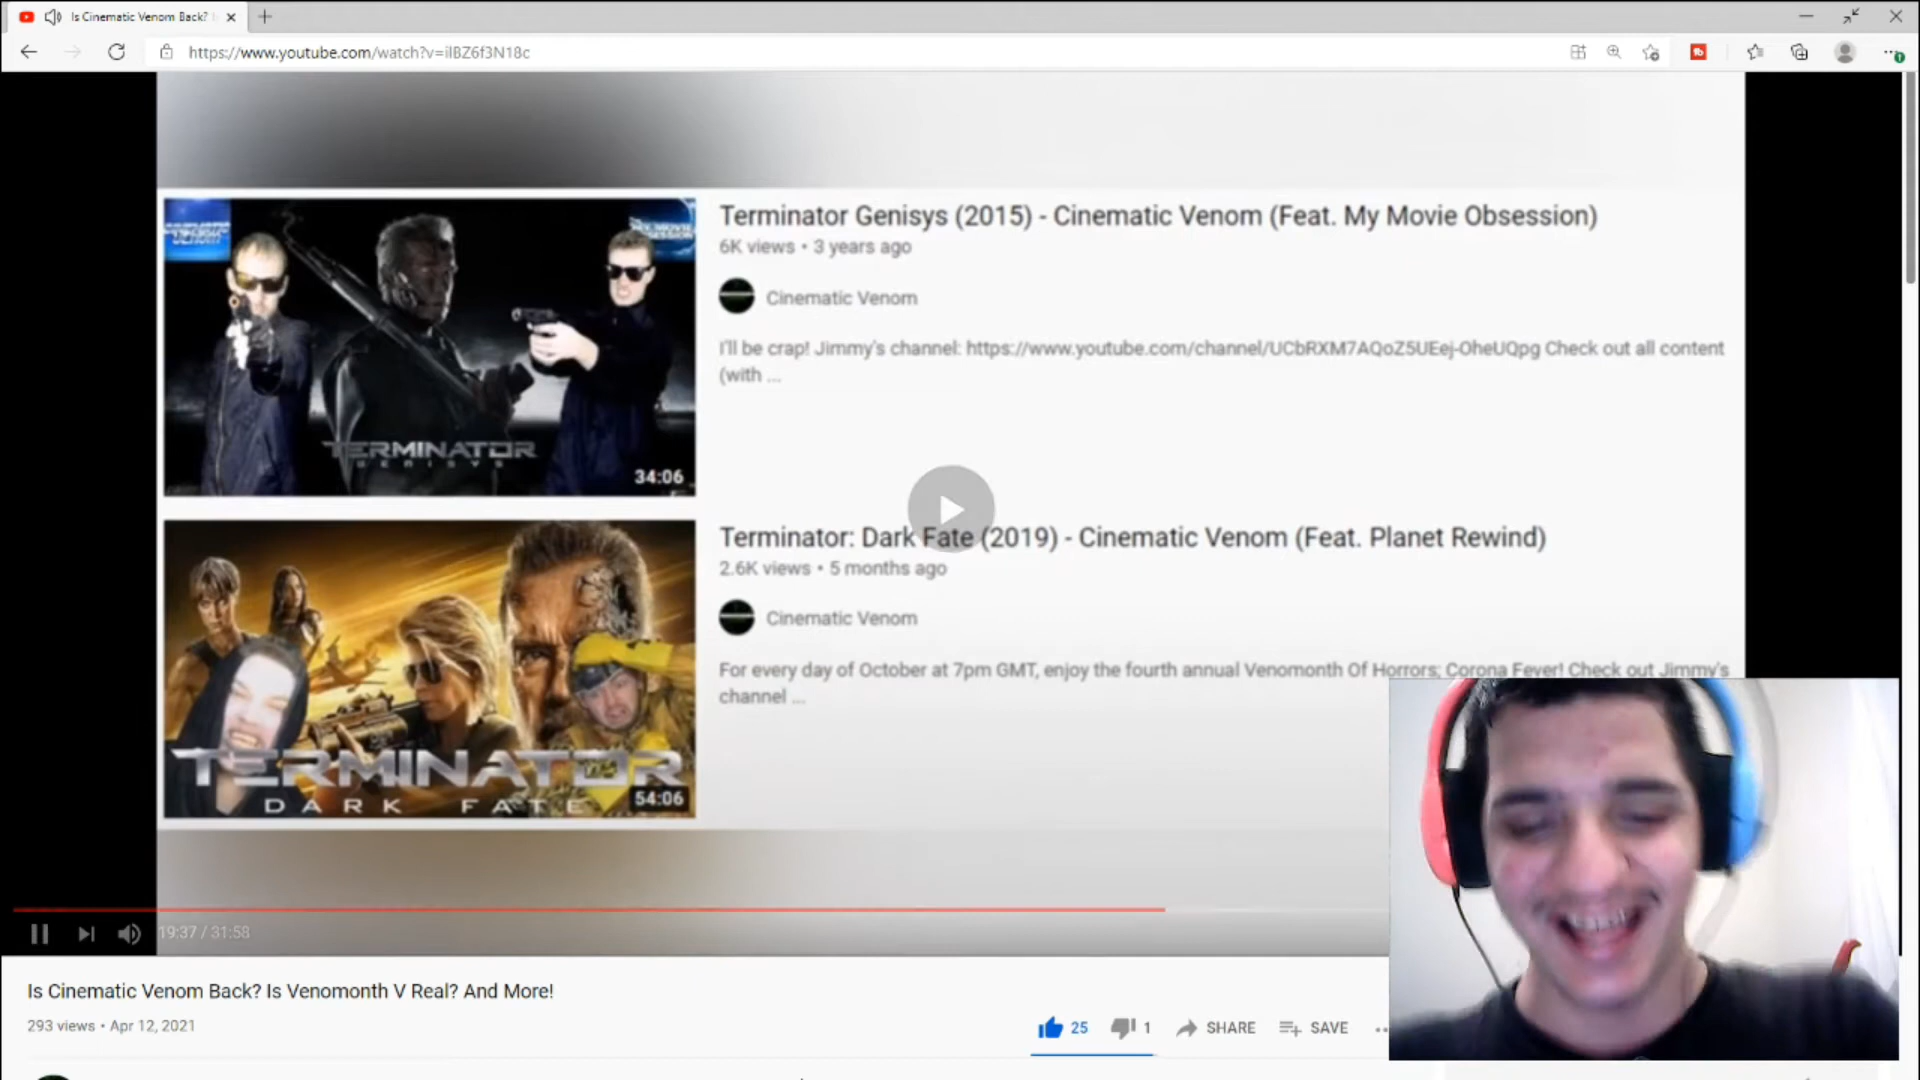 Is Cinematic Venom Back?
https://www.youtube.com/watch?v=ilBZ6f3N18c
Terminator Genisys (2015) - Cinematic Venom (Feat. My Movie Obsession)
6K views • 3 years ago
Cinematic Venom
I'll be crap! Jimmy's channel: https://www.youtube.com/channel/UCbRXM7AQoZ5UEej-OheUQpg Check out all content
(with ...
TERMINATOR
GENISYS
34:06
Terminator: Dark Fate (2019) - Cinematic Venom (Feat. Planet Rewind)
2.6K views • 5 months ago
Cinematic Venom
For every day of October at 7pm GMT, enjoy the fourth annual Venomonth Of Horrors; Corona Fever! Check out Jimmy's
channel ...
TERMINATOR
DARK FATE
54:06
19:37 / 31:58
Is Cinematic Venom Back? Is Venomonth V Real? And More!
293 views • Apr 12, 2021
25
1
SHARE
SAVE